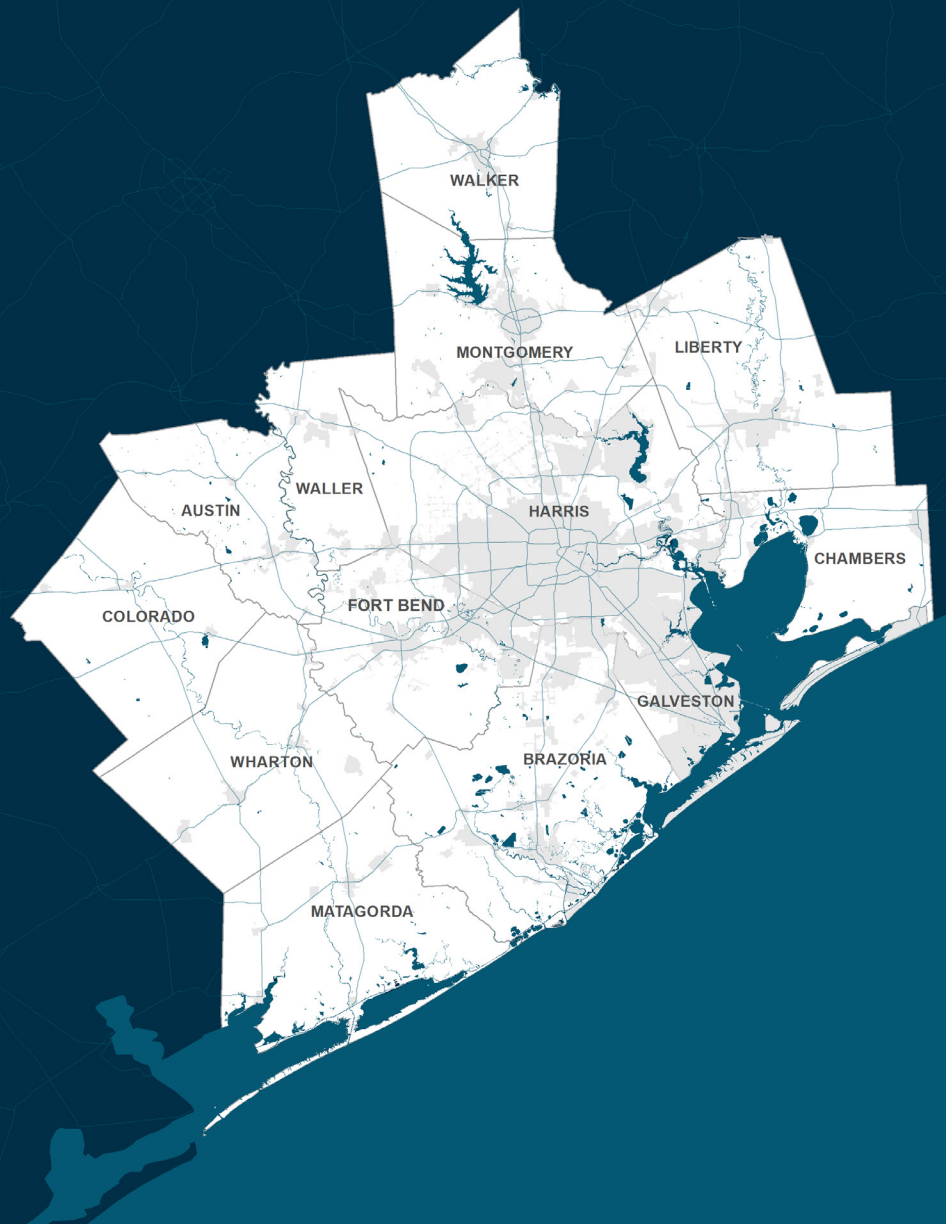 WALKER
MONTGOMERY
LIBERTY
WALLER
AUSTIN
HARRIS
CHAMBERS
FORT BEND
COLORADO
GALVESTON
BRAZORIA
WHARTON
MATAGORDA